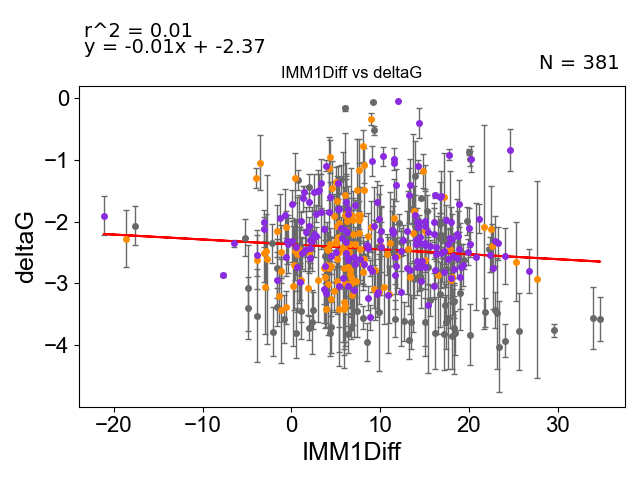 r^2 = 0.01
y = -0.01x + -2.37
N = 381
IMM1Diff vs deltaG
0
−1
−2
−3
−4
deltaG
−20 −10 0 10 20 30
IMM1Diff